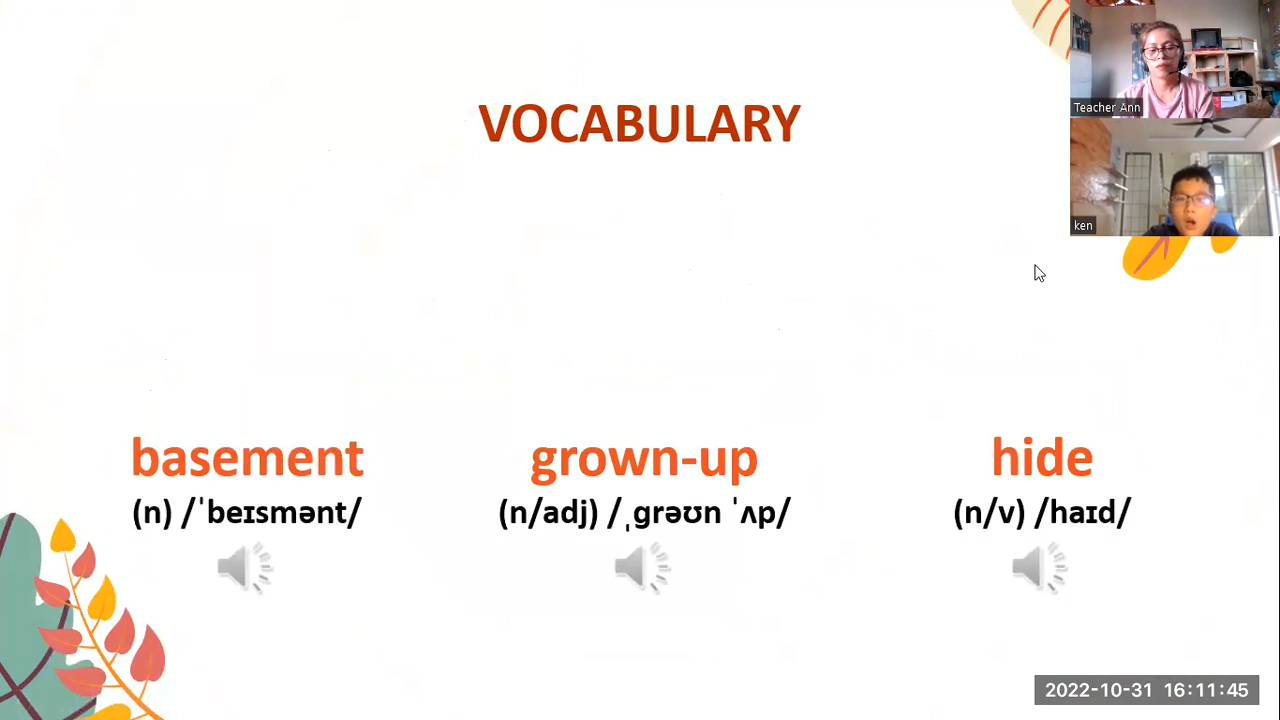 VOCABULARY
Teacher Ann
ken
basement
grown-up
hide
(n) /ˈbeɪsmənt/
(n/adj) /ˌɡrəʊn ˈʌp/
(n/v) /haɪd/
2022-10-31 16:11:45